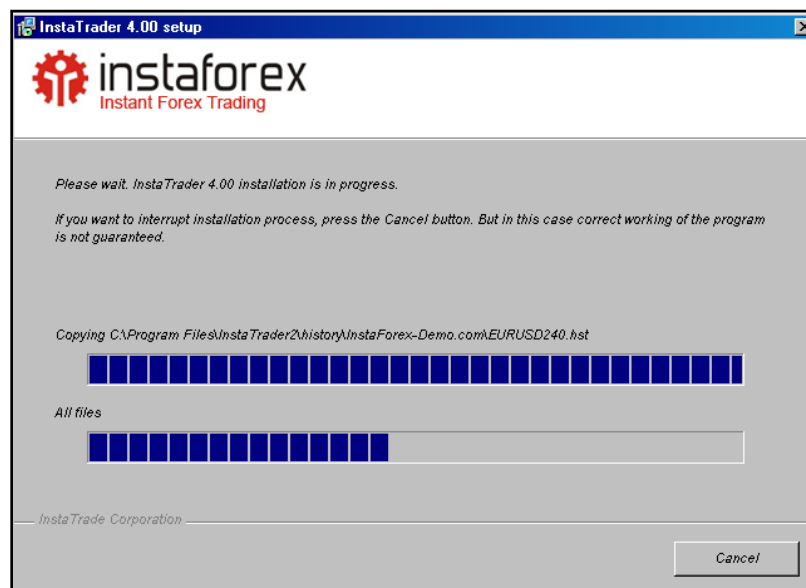 InstaTrader 4.00 setup
instaforex
Instant Forex Trading
Please wait. InstaTrader 4.00 installation is in progress.
If you want to interrupt installation process, press the Cancel button. But in this case correct working of the program
is not guaranteed.
Copying C:\Program Files\InstaTrader2\history\InstaForex-Demo.com\EURUSD240.hst
All files
InstaTrade Corporation
Cancel